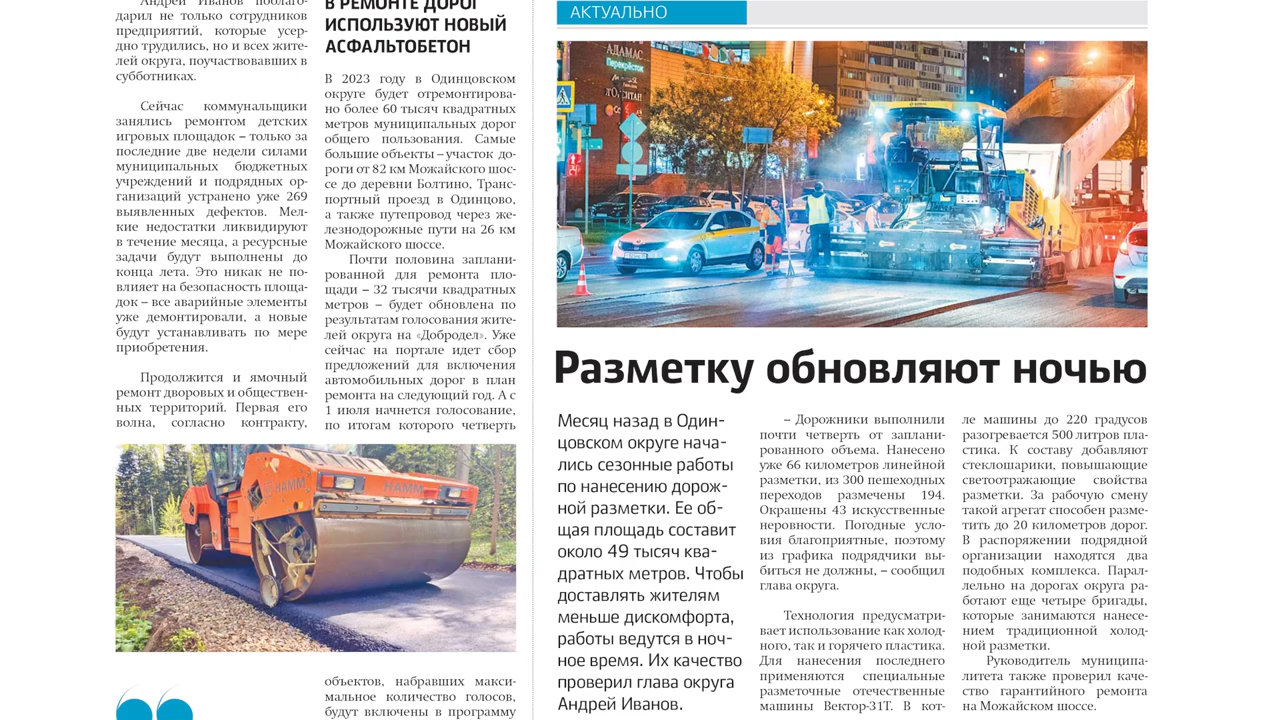 Андрей Иванов поблаго-
дарил не только сотрудников
предприятий, которые усер-
дно трудились, но и всех жите-
лей округа, поучаствовавших в
субботниках.
Сейчас коммунальщики
занялись ремонтом детских
игровых площадок – только за
последние две недели силами
муниципальных бюджетных
учреждений и подрядных ор-
ганизаций устранено уже 269
выявленных дефектов. Мел-
кие недостатки ликвидируют
в течение месяца, а ресурсные
задачи будут выполнены до
конца лета. Это никак не по-
влияет на безопасность площа-
док – все аварийные элементы
уже демонтировали, а новые
будут устанавливать по мере
приобретения.
Продолжится и ямочный
ремонт дворовых и обществен-
ных территорий. Первая его
волна, согласно контракту,
HAMM
HAMM
В РЕМОНТЕ ДОРОГ
ИСПОЛЬЗУЮТ НОВЫЙ
АСФАЛЬТОБЕТОН
В 2023 году в Одинцовском
округе будет отремонтирова-
но более 60 тысяч квадратных
метров муниципальных дорог
общего пользования. Самые
большие объекты – участок до-
роги от 82 км Можайского шос-
се до деревни Болтино, Транс-
портный проезд в Одинцово,
а также путепровод через же-
лезнодорожные пути на 26 км
Можайского шоссе.
Почти половина заплани-
рованной для ремонта пло-
щади – 32 тысячи квадратных
метров – будет обновлена по
результатам голосования жите-
лей округа на «Добродел». Уже
сейчас на портале идет сбор
предложений для включения
автомобильных дорог в план
ремонта на следующий год. А с
1 июля начнется голосование,
по итогам которого четверть
объектов, набравших макси-
мальное количество голосов,
будут включены в программу
АКТУАЛЬНО
АДАМАС
Перекрёсток
Разметку обновляют ночью
Месяц назад в Один-
цовском округе нача-
лись сезонные работы
по нанесению дорож-
ной разметки. Ее об-
щая площадь составит
около 49 тысяч ква-
дратных метров. Чтобы
доставлять жителям
меньше дискомфорта,
работы ведутся в ноч-
ное время. Их качество
проверил глава округа
Андрей Иванов.
– Дорожники выполнили
почти четверть от заплани-
рованного объема. Нанесено
уже 66 километров линейной
разметки, из 300 пешеходных
переходов размечены 194.
Окрашены 43 искусственные
неровности. Погодные усло-
вия благоприятные, поэтому
из графика подрядчики вы-
биться не должны, – сообщил
глава округа.
Технология предусматри-
вает использование как холод-
ного, так и горячего пластика.
Для нанесения последнего
применяются специальные
разметочные отечественные
машины Вектор-31Т. В кот-
ле машины до 220 градусов
разогревается 500 литров пла-
стика. К составу добавляют
стеклошарики, повышающие
светоотражающие свойства
разметки. За рабочую смену
такой агрегат способен разме-
тить до 20 километров дорог.
В распоряжении подрядной
организации находятся два
подобных комплекса. Парал-
лельно на дорогах округа ра-
ботают еще четыре бригады,
которые занимаются нанесе-
нием традиционной холод-
ной разметки.
Руководитель муниципа-
литета также проверил каче-
ство гарантийного ремонта
на Можайском шоссе.